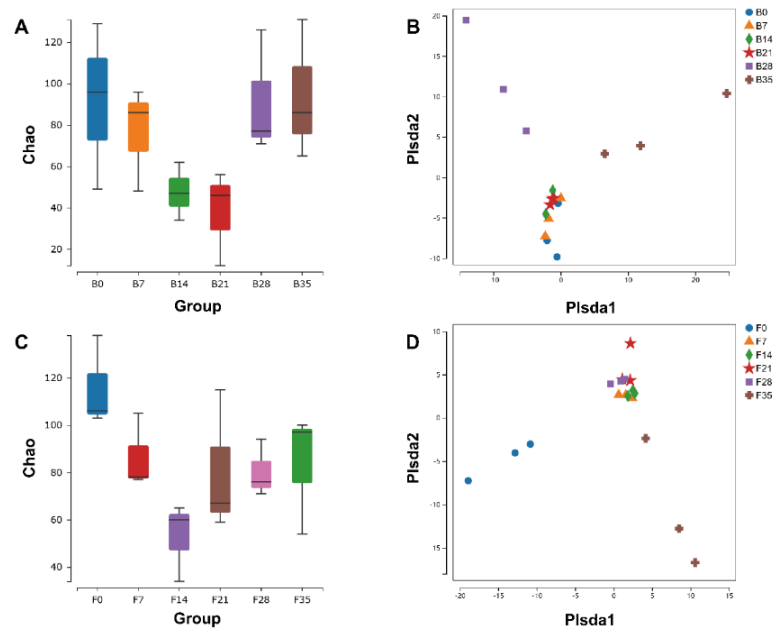 A
Chao
120
100
80
60
40
20
B0 B7 B14 B21 B28 B35
Group
B
Plsda2
20
15
10
5
0
-5
-10
10 0 10 20
Plsda1
B0
B7
B14
B21
B28
B35
C
Chao
120
100
80
60
40
F0 F7 F14 F21 F28 F35
Group
D
Plsda2
10
5
0
-5
-10
15
-20 -15 -10 -5 0 5 10 15
Plsda1
F0
F7
F14
F21
F28
F35